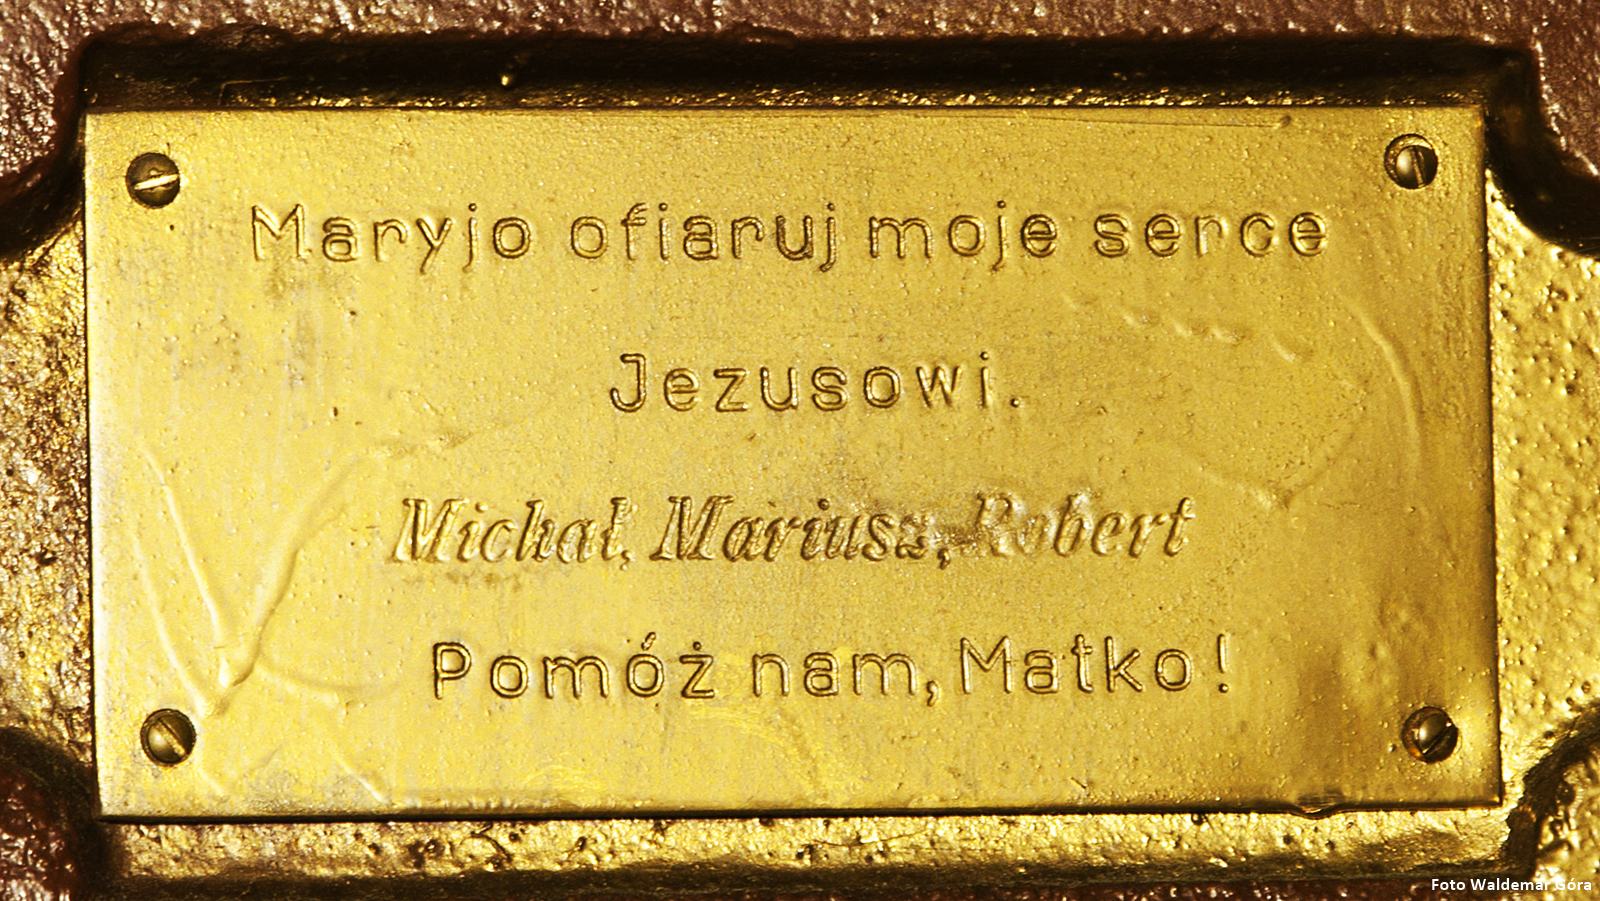 Maryjo ofiaruj moje serce
Jezusowi.
Michał, Mariusz, Robert
Pomóż nam, Matko!
Foto Waldemar Góra